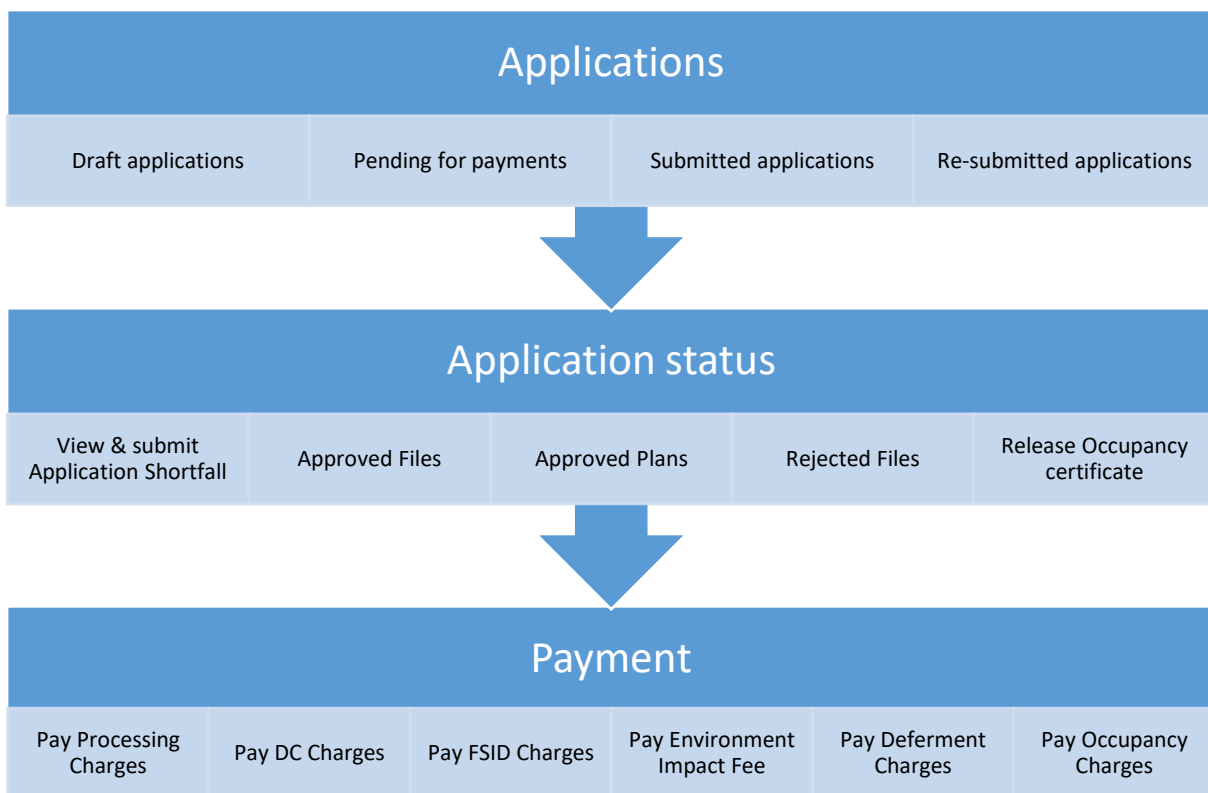 Applications
Draft applications
Pending for payments
Submitted applications
Re-submitted applications
Application status
View & submit
Application Shortfall
Approved Files
Approved Plans
Rejected Files
Release Occupancy
certificate
Payment
Pay Processing
Charges
Pay DC Charges
Pay FSID Charges
Pay Environment
Impact Fee
Pay Deferment
Charges
Pay Occupancy
Charges